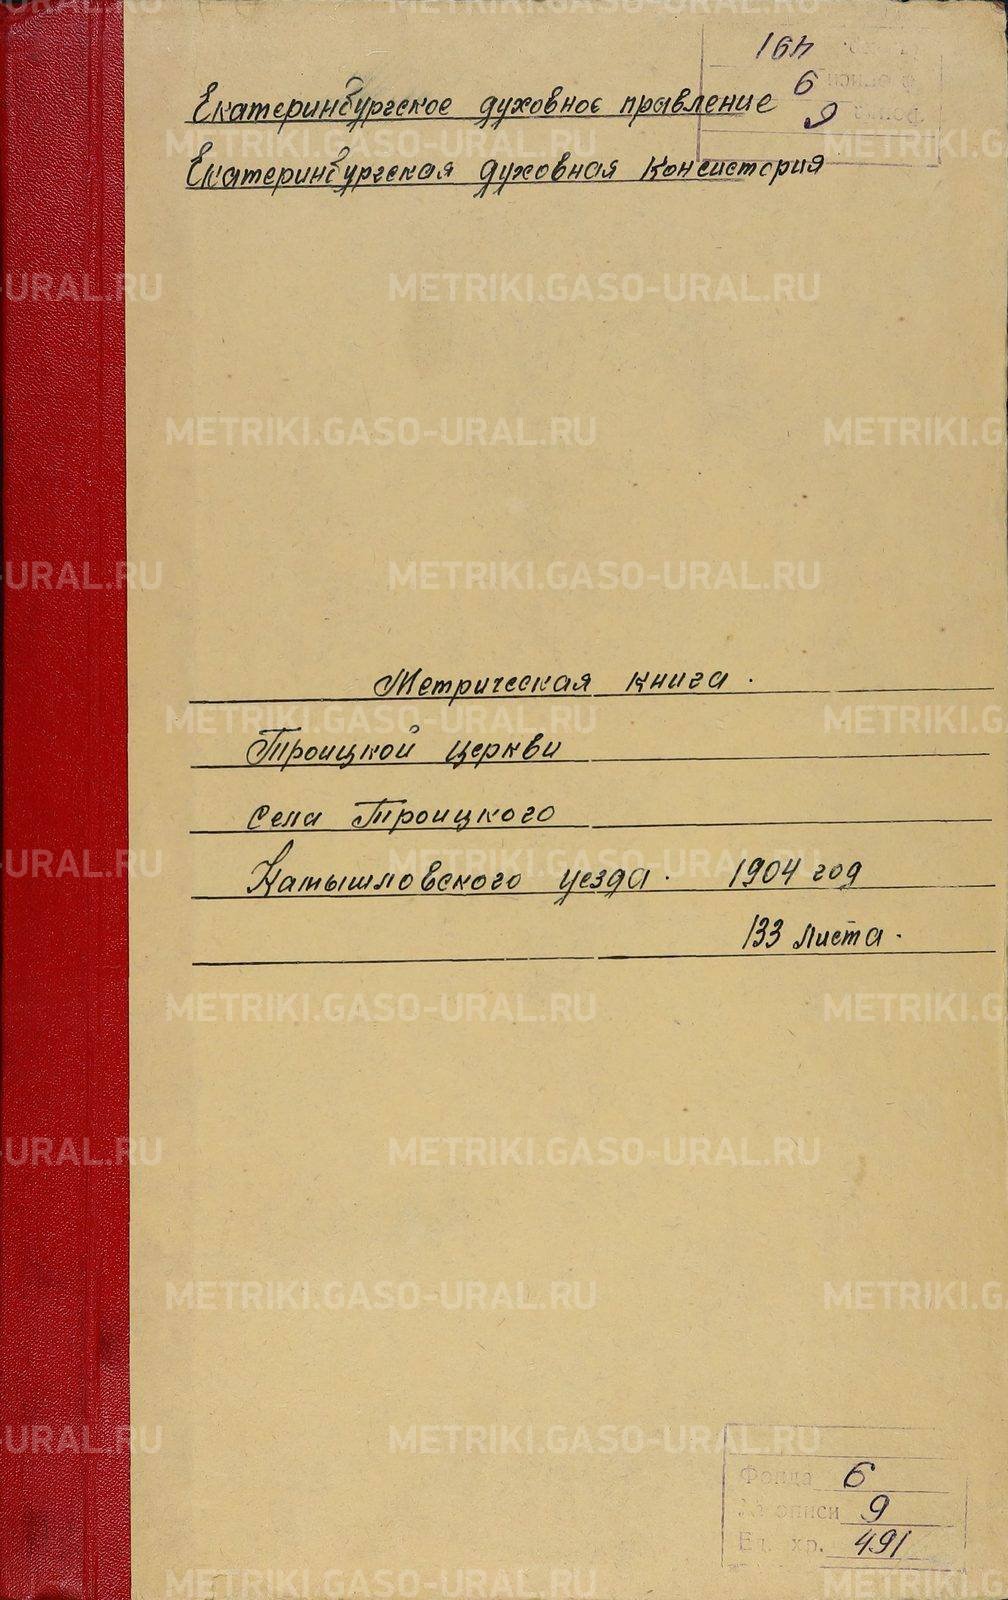 491
6
9
Екатеринбургское духовное правление
Екатеринбургская духовная консистория
Метрическая книга.
Троицкой церкви
села Троицкого
Камышловского уезда. 1904 год
133 листа.
Фонда 6
№ описи 9
Ед. хр. 491
METRIKI.GASO-URAL.RU